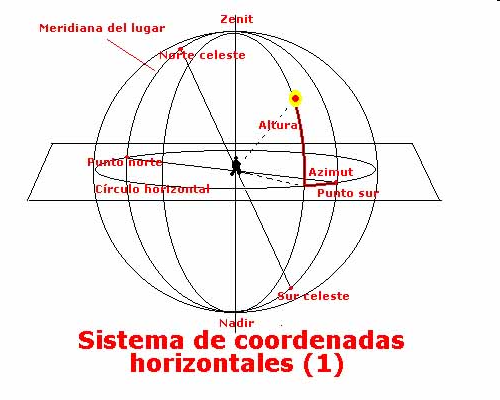 Zenit
Meridiana del lugar
Norte celeste
Altura
Punto norte
Azimut
Círculo horizontal
Punto sur
Sur celeste
Nadir
Sistema de coordenadas
horizontales (1)